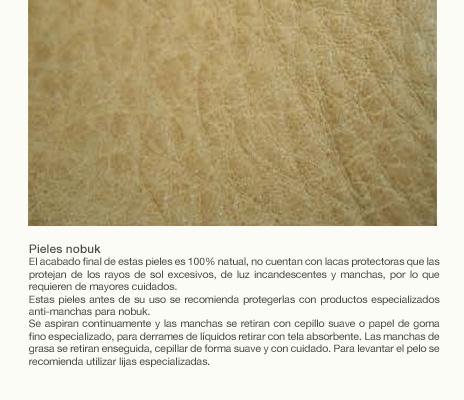 Pieles nobuk
El acabado final de estas pieles es 100% natual, no cuentan con lacas protectoras que las
protejan de los rayos de sol excesivos, de luz incandescentes y manchas, por lo que
requieren de mayores cuidados.
Estas pieles antes de su uso se recomienda protegerlas con productos especializados
anti-manchas para nobuk.
Se aspiran continuamente y las manchas se retiran con cepillo suave o papel de goma
fino especializado, para derrames de líquidos retirar con tela absorbente. Las manchas de
grasa se retiran enseguida, cepillar de forma suave y con cuidado. Para levantar el pelo se
recomienda utilizar lijas especializadas.